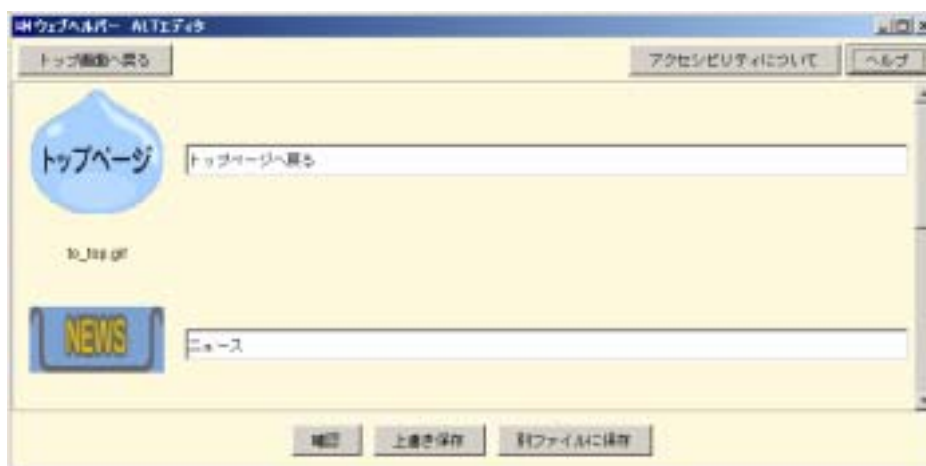 ウェブヘルパー ALTエディタ
トップ画面へ戻る
アクセシビリティについて
ヘルプ
トップページ
トップページへ戻る
to_top.gif
NEWS
ニュース
確認
上書き保存
別ファイルに保存